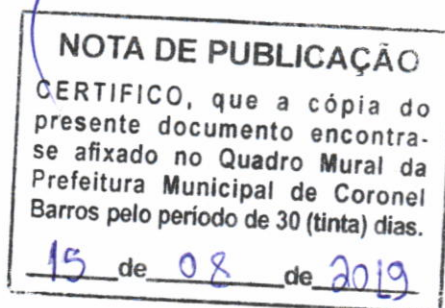 NOTA DE PUBLICAÇÃO
CERTIFICO, que a cópia do
presente documento encontra-
se afixado no Quadro Mural da
Prefeitura Municipal de Coronel
Barros pelo período de 30 (tinta) dias.
15 de 08 de 2019